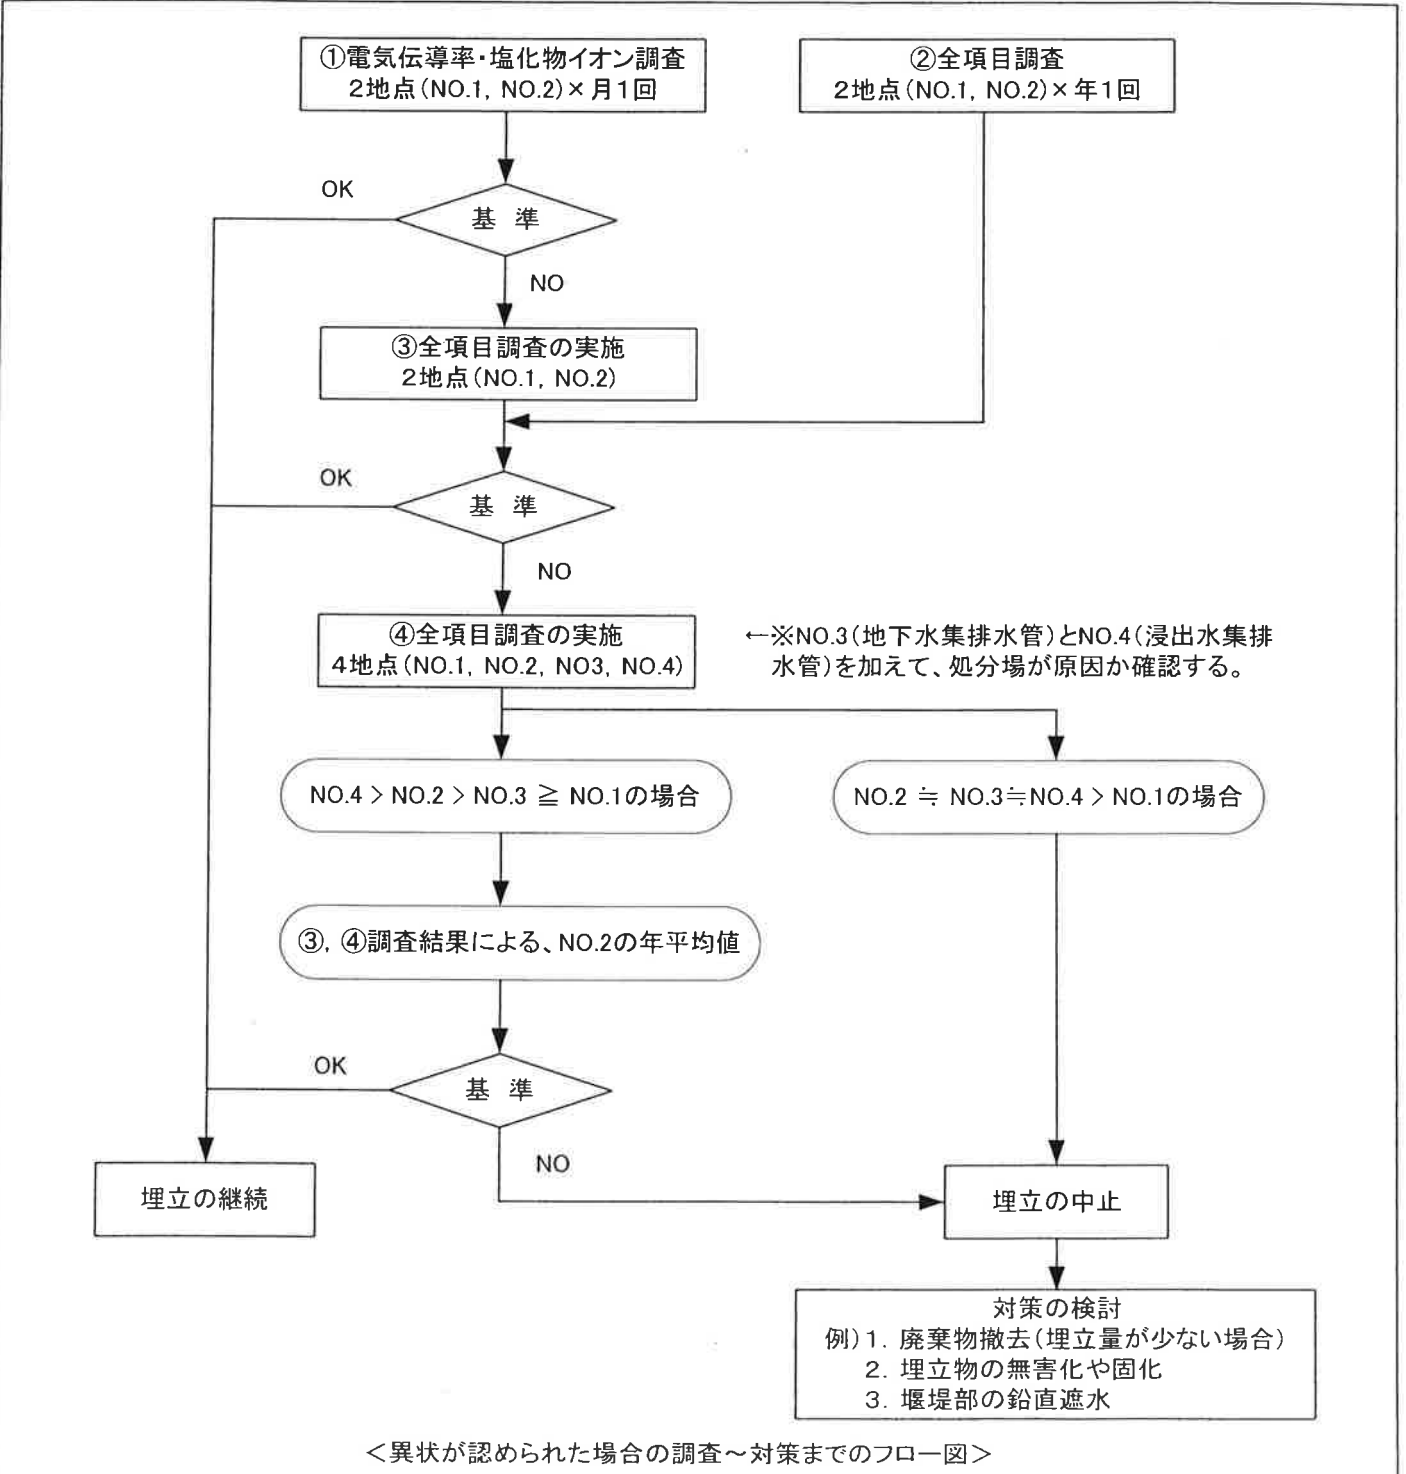 ①電気伝導率・塩化物イオン調査
２地点(NO.1, NO.2)×月１回
②全項目調査
２地点(NO.1, NO.2)×年１回
OK
基 準
NO
③全項目調査の実施
２地点(NO.1, NO.2)
OK
基 準
NO
④全項目調査の実施
４地点(NO.1, NO.2, NO3, NO.4)
←※NO.3(地下水集排水管)とNO.4(浸出水集排
水管)を加えて、処分場が原因か確認する。
NO.4 > NO.2 > NO.3 ≧ NO.1の場合
NO.2 ≒ NO.3≒NO.4 > NO.1の場合
③, ④調査結果による、NO.2の年平均値
OK
基 準
NO
埋立の継続
埋立の中止
対策の検討
例)１. 廃棄物撤去(埋立量が少ない場合)
２. 埋立物の無害化や固化
３. 堰堤部の鉛直遮水
＜異状が認められた場合の調査～対策までのフロー図＞